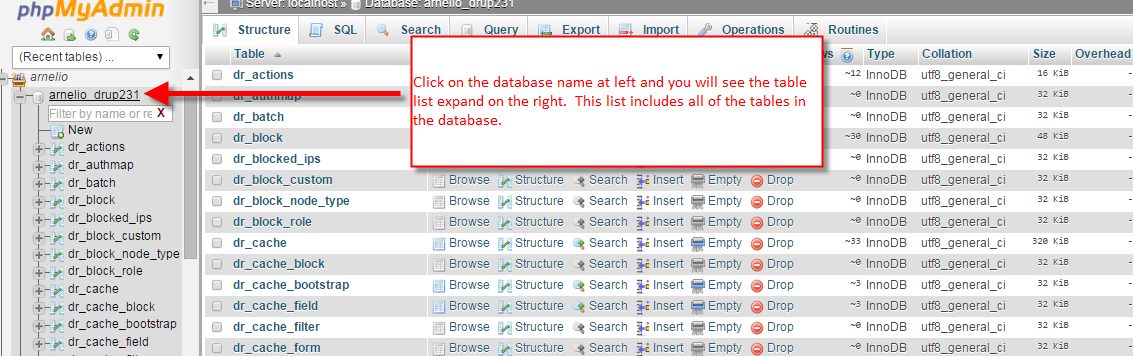 phpMyAdmin
(Recent tables) ...
arnelio
arnelio_drup231
Filter by name or re X
New
dr_actions
dr_authmap
dr_batch
dr_block
dr_blocked_ips
dr_block_custom
dr_block_node_type
dr_block_role
dr_cache
dr_cache_block
dr_cache_bootstrap
dr_cache_field
Server: localhost » Database: arnelio_drup231
Structure SQL Search Query Export Import Operations Routines
Table Type Collation Size Overhead
dr_actions ~12 InnoDB utf8_general_ci 16 KiB -
dr_authmap ~0 InnoDB utf8_general_ci 32 KiB -
dr_batch ~0 InnoDB utf8_general_ci 32 KiB -
dr_block ~30 InnoDB utf8_general_ci 48 KiB -
dr_blocked_ips ~0 InnoDB utf8_general_ci 32 KiB -
Click on the database name at left and you will see the table
list expand on the right. This list includes all of the tables in
the database.
dr_block_custom Browse Structure Search Insert Empty Drop ~0 InnoDB utf8_general_ci 32 KiB -
dr_block_node_type Browse Structure Search Insert Empty Drop ~0 InnoDB utf8_general_ci 32 KiB -
dr_block_role Browse Structure Search Insert Empty Drop ~0 InnoDB utf8_general_ci 32 KiB -
dr_cache Browse Structure Search Insert Empty Drop ~33 InnoDB utf8_general_ci 320 KiB -
dr_cache_block Browse Structure Search Insert Empty Drop ~0 InnoDB utf8_general_ci 32 KiB -
dr_cache_bootstrap Browse Structure Search Insert Empty Drop ~3 InnoDB utf8_general_ci 32 KiB -
dr_cache_field Browse Structure Search Insert Empty Drop ~3 InnoDB utf8_general_ci 32 KiB -
dr_cache_filter Browse Structure Search Insert Empty Drop ~0 InnoDB utf8_general_ci 32 KiB -
dr_cache_form Browse Structure Search Insert Empty Drop ~0 InnoDB utf8_general_ci 32 KiB -